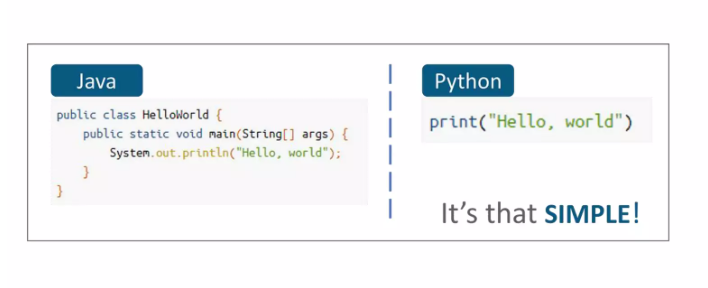 Java
public class HelloWorld {
    public static void main(String[] args) {
        System.out.println("Hello, world");
    }
}
Python
print("Hello, world")
It's that SIMPLE!